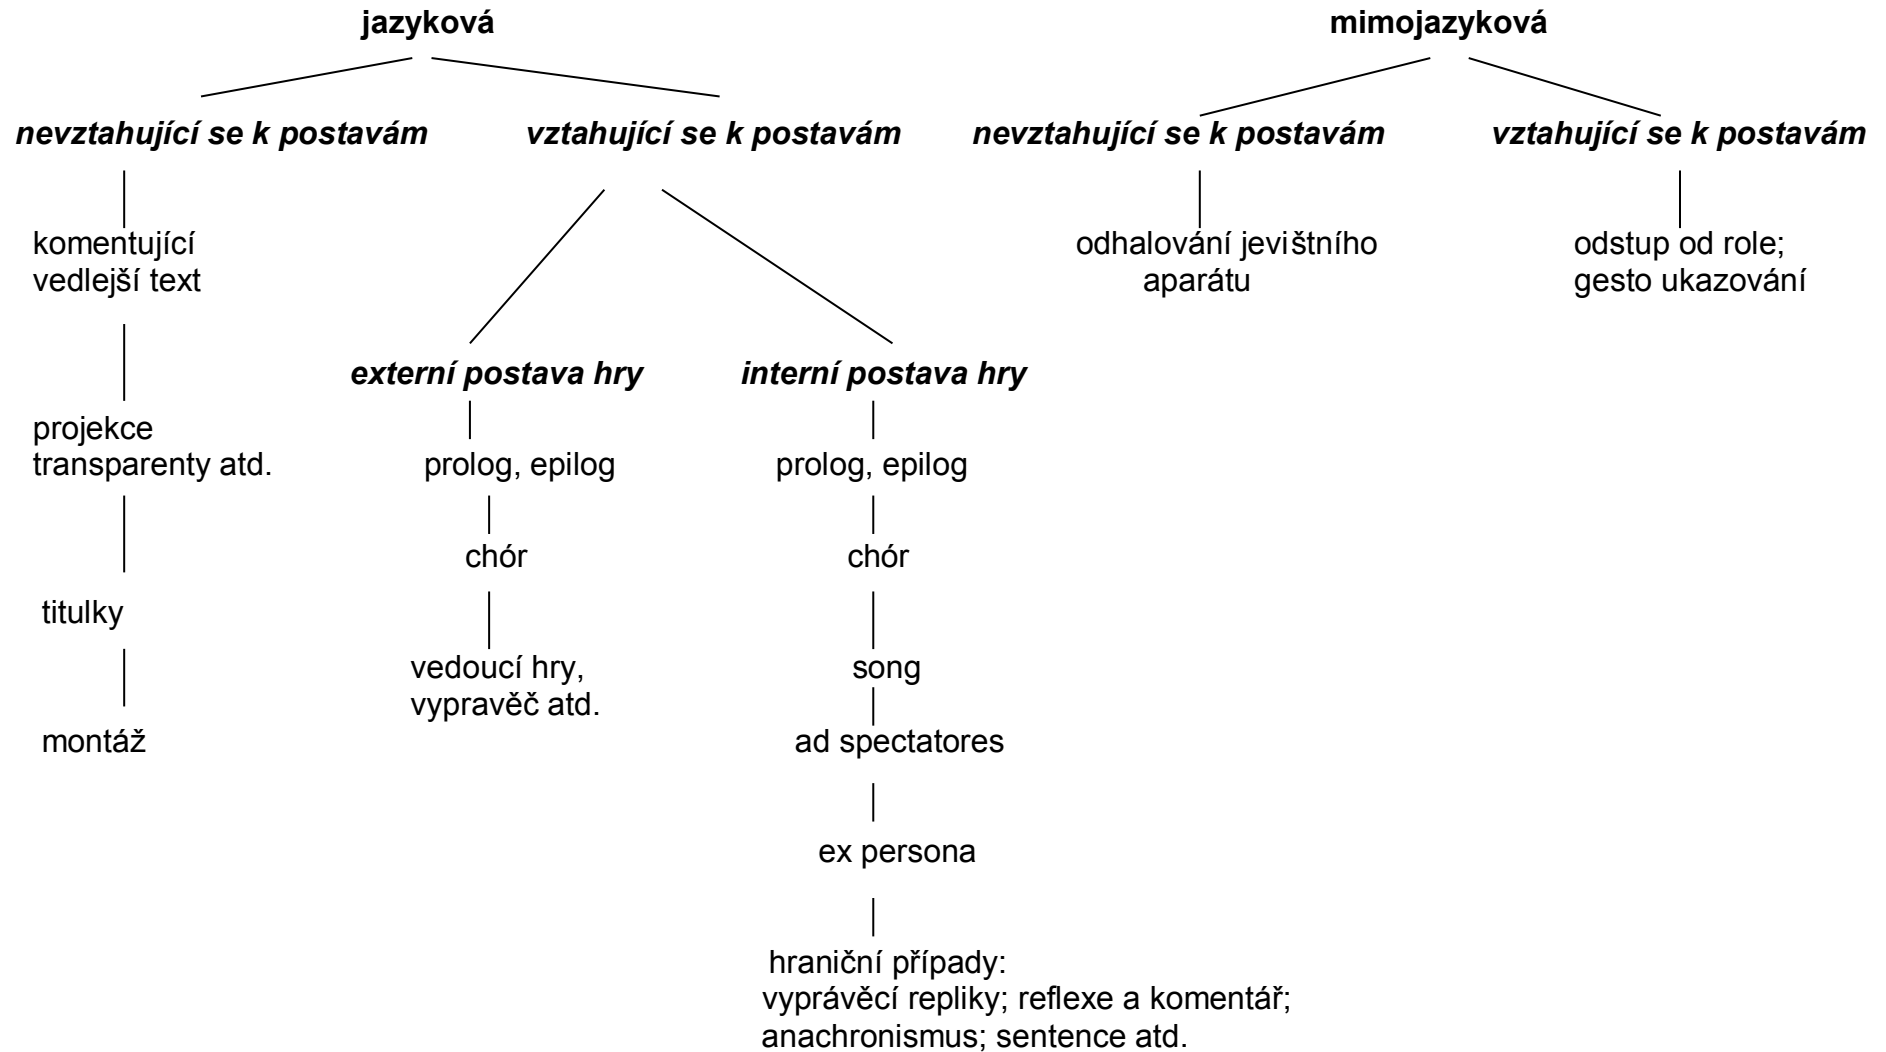 jazyková
mimojazyková
nevztahující se k postavám
vztahující se k postavám
nevztahující se k postavám
vztahující se k postavám
komentující
vedlejší text
odhalování jevištního
aparátu
odstup od role;
gesto ukazování
externí postava hry
interní postava hry
projekce
transparenty atd.
prolog, epilog
prolog, epilog
chór
chór
titulky
vedoucí hry,
vypravěč atd.
song
montáž
ad spectatores
ex persona
hraniční případy:
vyprávěcí repliky; reflexe a komentář;
anachronismus; sentence atd.